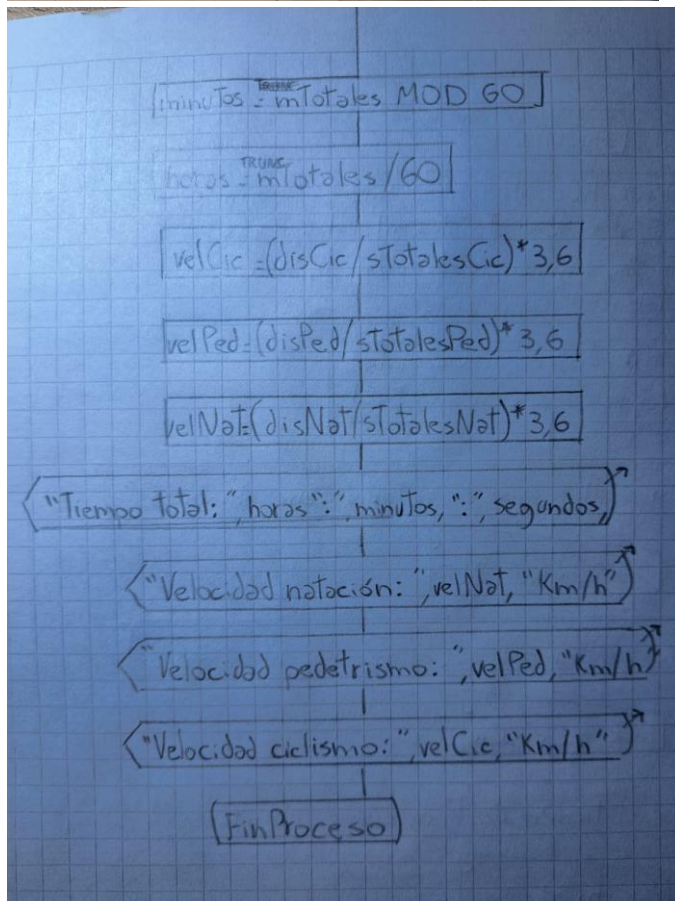 minutos = mTotales MOD 60
TRUNC
horas = mTotales/60
velCic =(disCic/sTotalesCic)*3,6
velPed=(disPed/sTotalesPed)*3,6
velNat=(disNat/sTotalesNat)*3,6
"Tiempo total:", horas ":", minutos, ":", segundos,
"Velocidad natación: ", velNat, "Km/h"
"Velocidad pedetrismo: ", velPed, "Km/h
"Velocidad ciclismo: ", velCic, "Km/h"
FinProceso